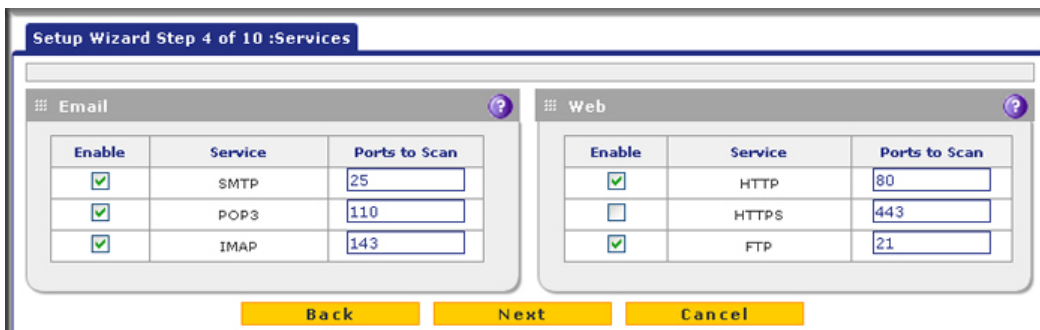 Setup Wizard Step 4 of 10 :Services
Email ? Web ?
Enable Service Ports to Scan Enable Service Ports to Scan
SMTP 25 HTTP 80
POP3 110 HTTPS 443
IMAP 143 FTP 21
Back Next Cancel